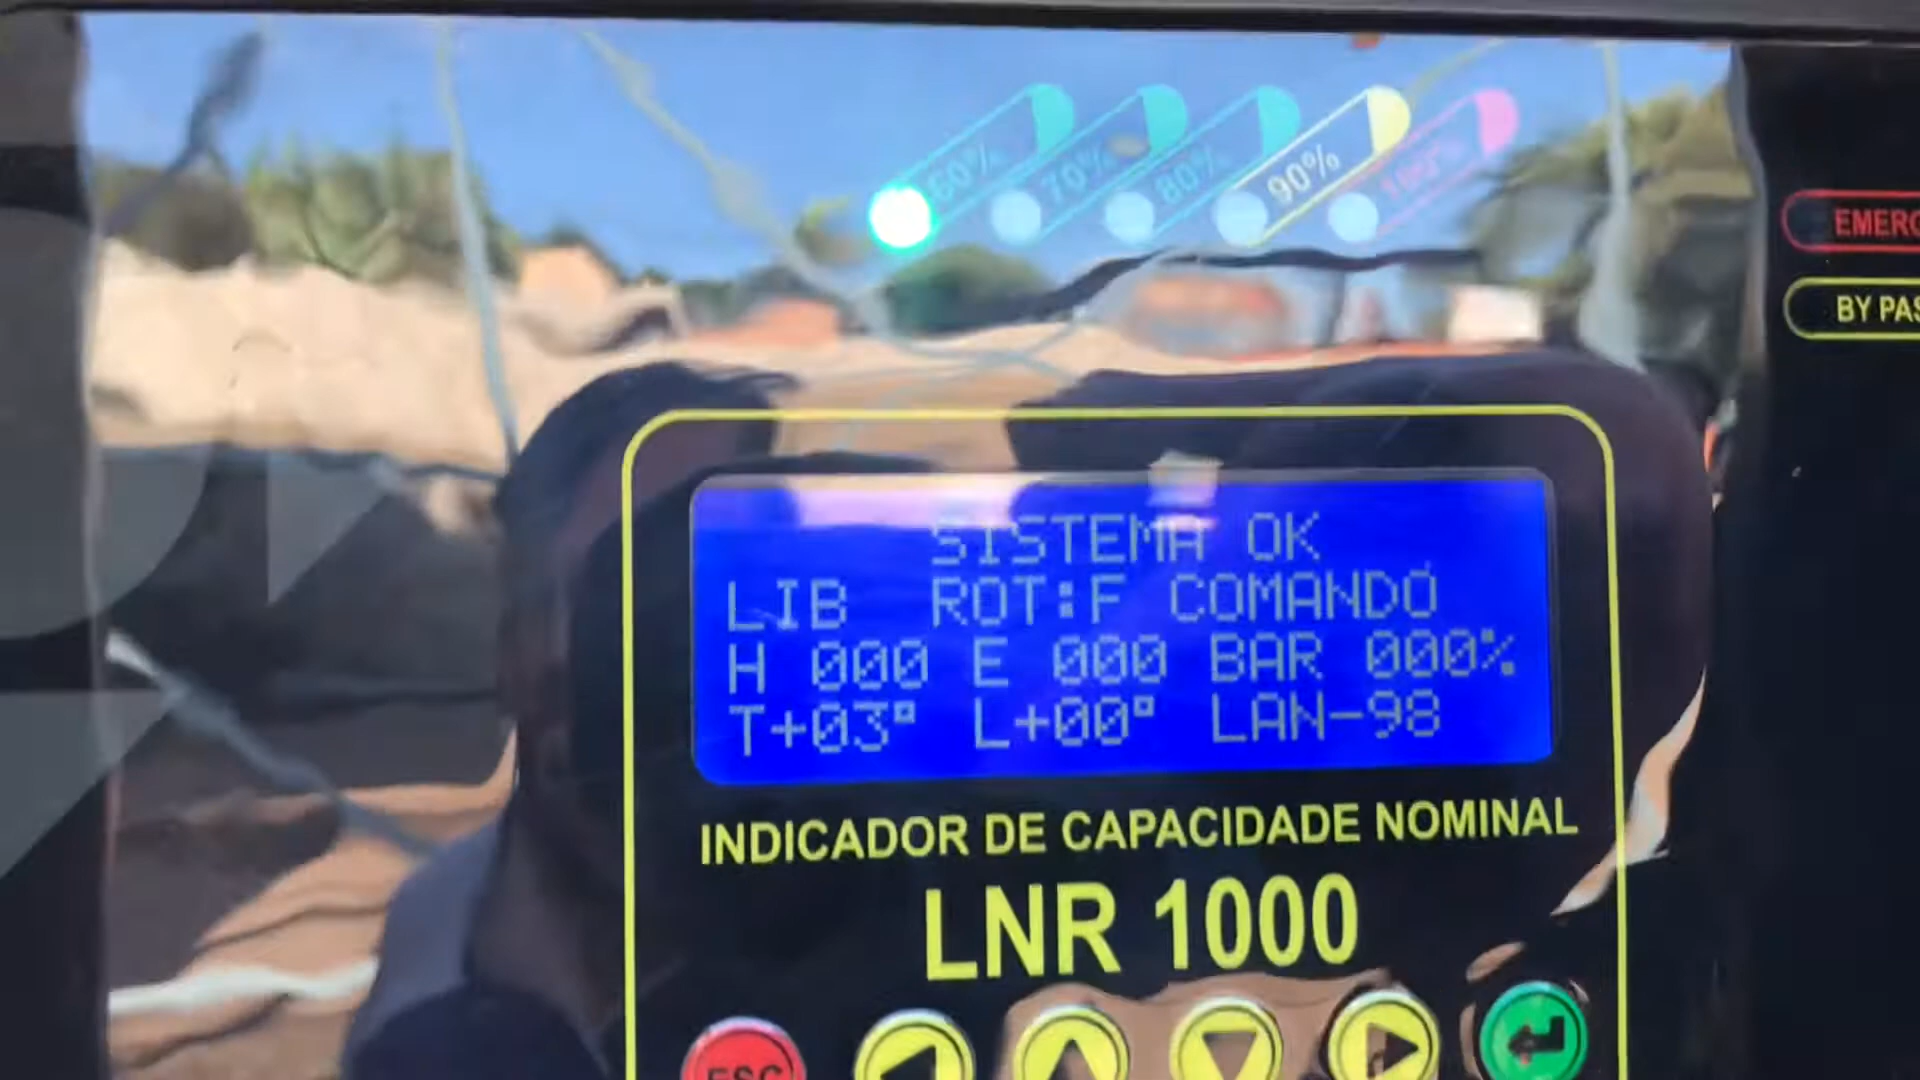 60% 70% 80% 90% 100%
EMERG
BY PAS
SISTEMA OK
LIB ROT:F COMANDO
H 000 E 000 BAR 000%
T+03° L+00° LAN-98
INDICADOR DE CAPACIDADE NOMINAL
LNR 1000
ESC